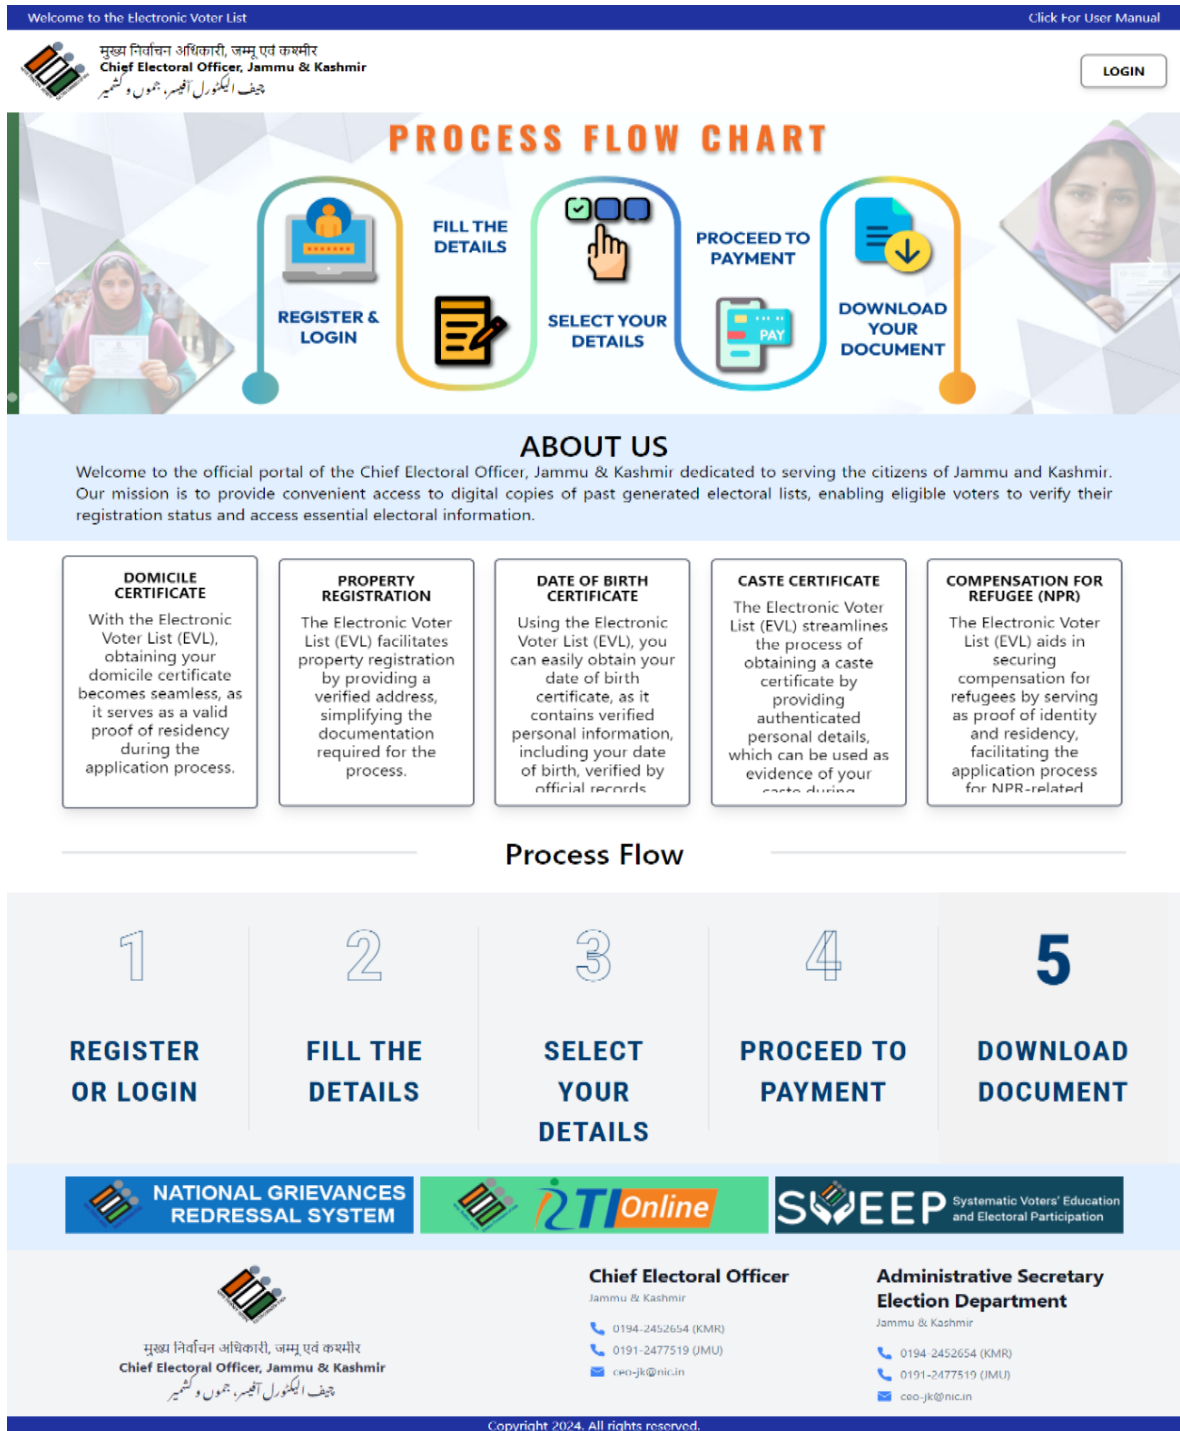 Welcome to the Electronic Voter List
Click For User Manual
मुख्य निर्वाचन अधिकारी, जम्मू एवं कश्मीर
Chief Electoral Officer, Jammu & Kashmir
چیف الیکٹورل آفیسر، جموں و کشمیر
LOGIN
PROCESS FLOW CHART
REGISTER &
LOGIN
FILL THE
DETAILS
SELECT YOUR
DETAILS
PROCEED TO
PAYMENT
PAY
DOWNLOAD
YOUR
DOCUMENT
ABOUT US
Welcome to the official portal of the Chief Electoral Officer, Jammu & Kashmir dedicated to serving the citizens of Jammu and Kashmir.
Our mission is to provide convenient access to digital copies of past generated electoral lists, enabling eligible voters to verify their
registration status and access essential electoral information.
DOMICILE
CERTIFICATE
With the Electronic
Voter List (EVL),
obtaining your
domicile certificate
becomes seamless, as
it serves as a valid
proof of residency
during the
application process.
PROPERTY
REGISTRATION
The Electronic Voter
List (EVL) facilitates
property registration
by providing a
verified address,
simplifying the
documentation
required for the
process.
DATE OF BIRTH
CERTIFICATE
Using the Electronic
Voter List (EVL), you
can easily obtain your
date of birth
certificate, as it
contains verified
personal information,
including your date
of birth, verified by
official records
CASTE CERTIFICATE
The Electronic Voter
List (EVL) streamlines
the process of
obtaining a caste
certificate by
providing
authenticated
personal details,
which can be used as
evidence of your
caste during
COMPENSATION FOR
REFUGEE (NPR)
The Electronic Voter
List (EVL) aids in
securing
compensation for
refugees by serving
as proof of identity
and residency,
facilitating the
application process
for NPR-related
Process Flow
1
REGISTER
OR LOGIN
2
FILL THE
DETAILS
3
SELECT
YOUR
DETAILS
4
PROCEED TO
PAYMENT
5
DOWNLOAD
DOCUMENT
NATIONAL GRIEVANCES
REDRESSAL SYSTEM
RTI Online
SWEEP
Systematic Voters' Education
and Electoral Participation
मुख्य निर्वाचन अधिकारी, जम्मू एवं कश्मीर
Chief Electoral Officer, Jammu & Kashmir
چیف الیکٹورل آفیسر، جموں و کشمیر
Chief Electoral Officer
Jammu & Kashmir
0194-2452654 (KMR)
0191-2477519 (JMU)
ceo-jk@nic.in
Administrative Secretary
Election Department
Jammu & Kashmir
0194-2452654 (KMR)
0191-2477519 (JMU)
ceo-jk@nic.in
Copyright 2024. All rights reserved.